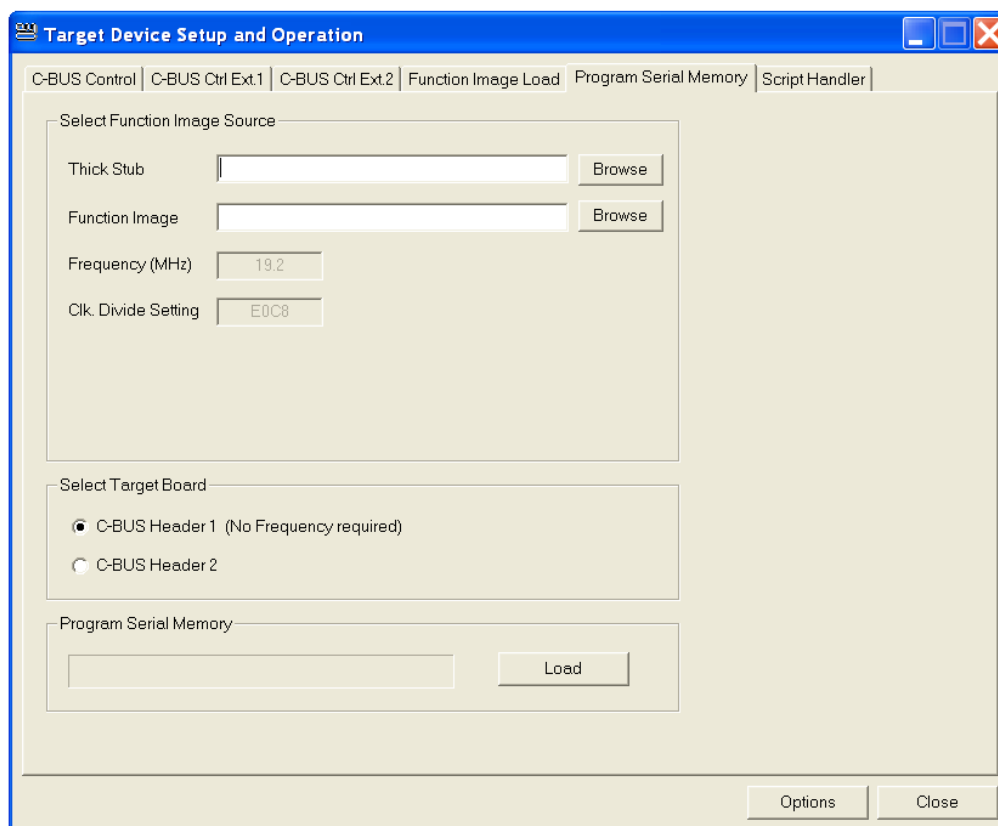 Target Device Setup and Operation
C-BUS Control C-BUS Ctrl Ext.1 C-BUS Ctrl Ext.2 Function Image Load Program Serial Memory Script Handler
Select Function Image Source
Thick Stub Browse
Function Image Browse
Frequency (MHz) 19.2
Clk. Divide Setting E0C8
Select Target Board
C-BUS Header 1 (No Frequency required)
C-BUS Header 2
Program Serial Memory
Load
Options Close